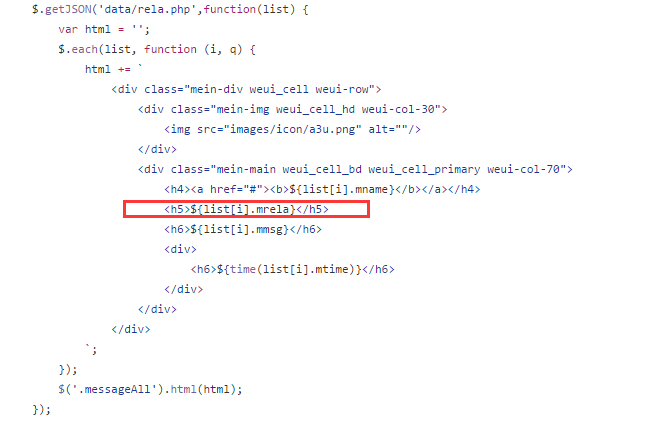 $.getJSON('data/rela.php',function(list) {
var html = '';
$.each(list, function (i, q) {
html += `
<div class="mein-div weui_cell weui-row">
<div class="mein-img weui_cell_hd weui-col-30">
<img src="images/icon/a3u.png" alt=""/>
</div>
<div class="mein-main weui_cell_bd weui_cell_primary weui-col-70">
<h4><a href="#"><b>${list[i].mname}</b></a></h4>
<h5>${list[i].mrela}</h5>
<h6>${list[i].mmsg}</h6>
<div>
<h6>${time(list[i].mtime)}</h6>
</div>
</div>
</div>
`;
});
$('.messageAll').html(html);
});